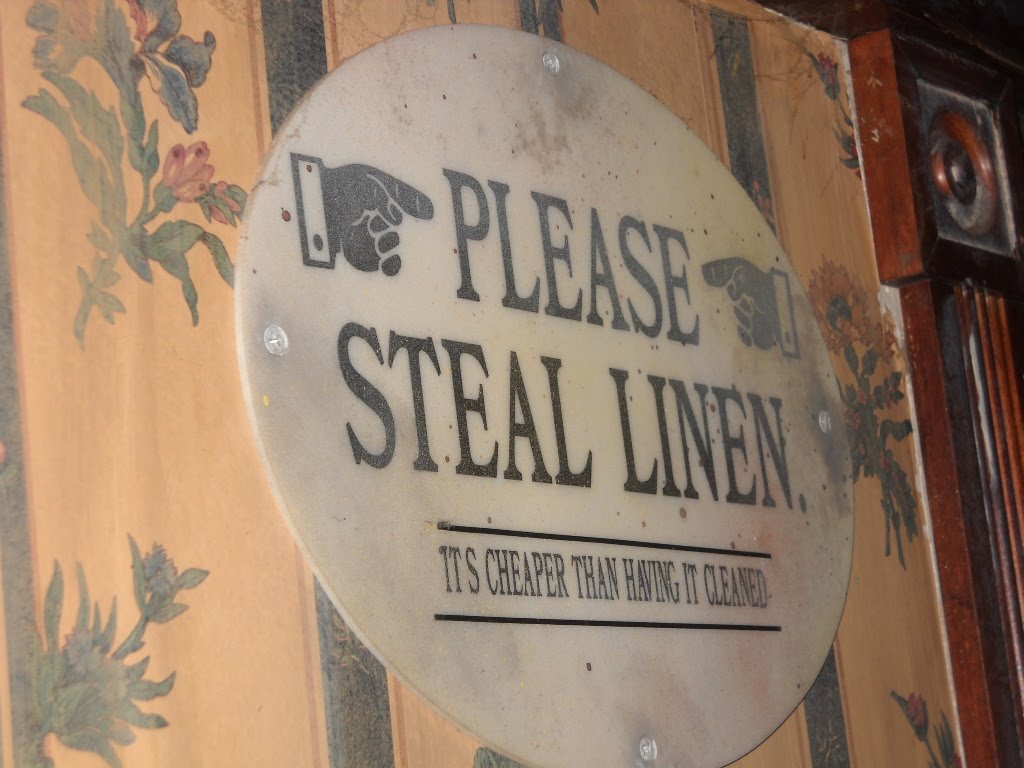 PLEASE
STEAL LINEN.
IT'S CHEAPER THAN HAVING IT CLEANED